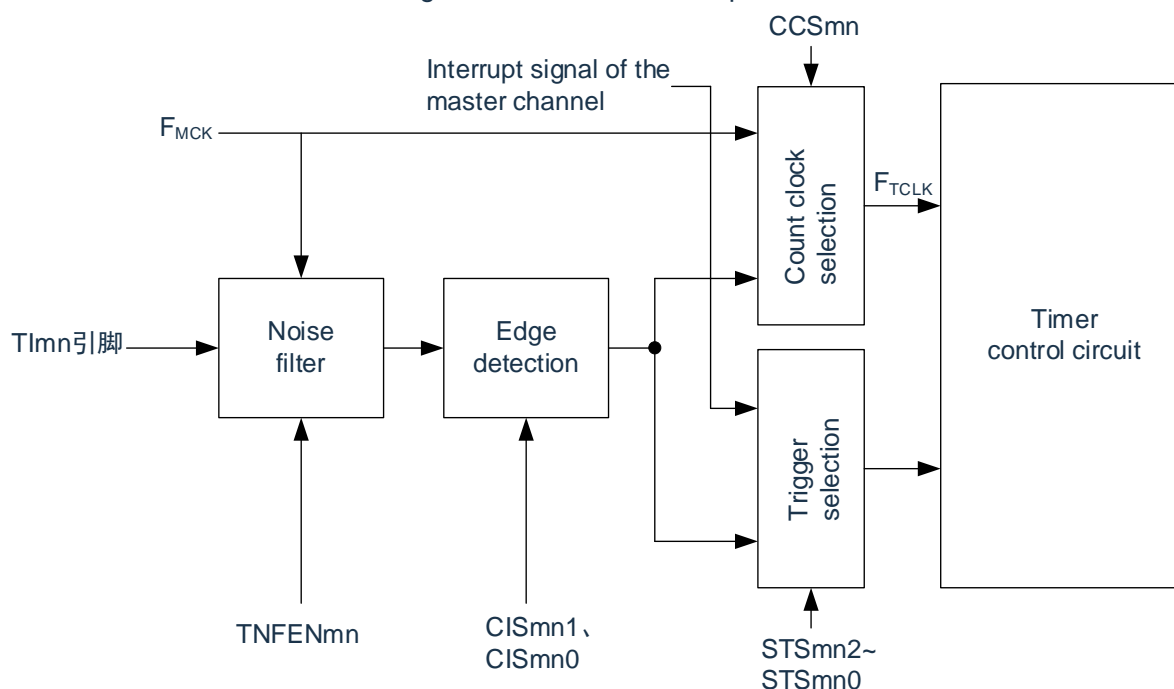 CCSmn
Interrupt signal of the
master channel
FMCK
Count clock
selection
FTCLK
Noise
filter
Edge
detection
Timer
control circuit
TImn引脚
Trigger
selection
TNFENmn
CISmn1、
CISmn0
STSmn2~
STSmn0